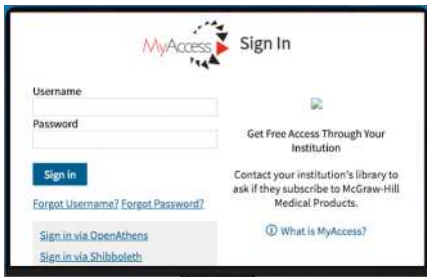 MyAccess Sign In
Username
Password
Sign in
Forgot Username? Forgot Password?
Sign in via OpenAthens
Sign in via Shibboleth
Get Free Access Through Your
Institution
Contact your institution's library to
ask if they subscribe to McGraw-Hill
Medical Products.
What is MyAccess?